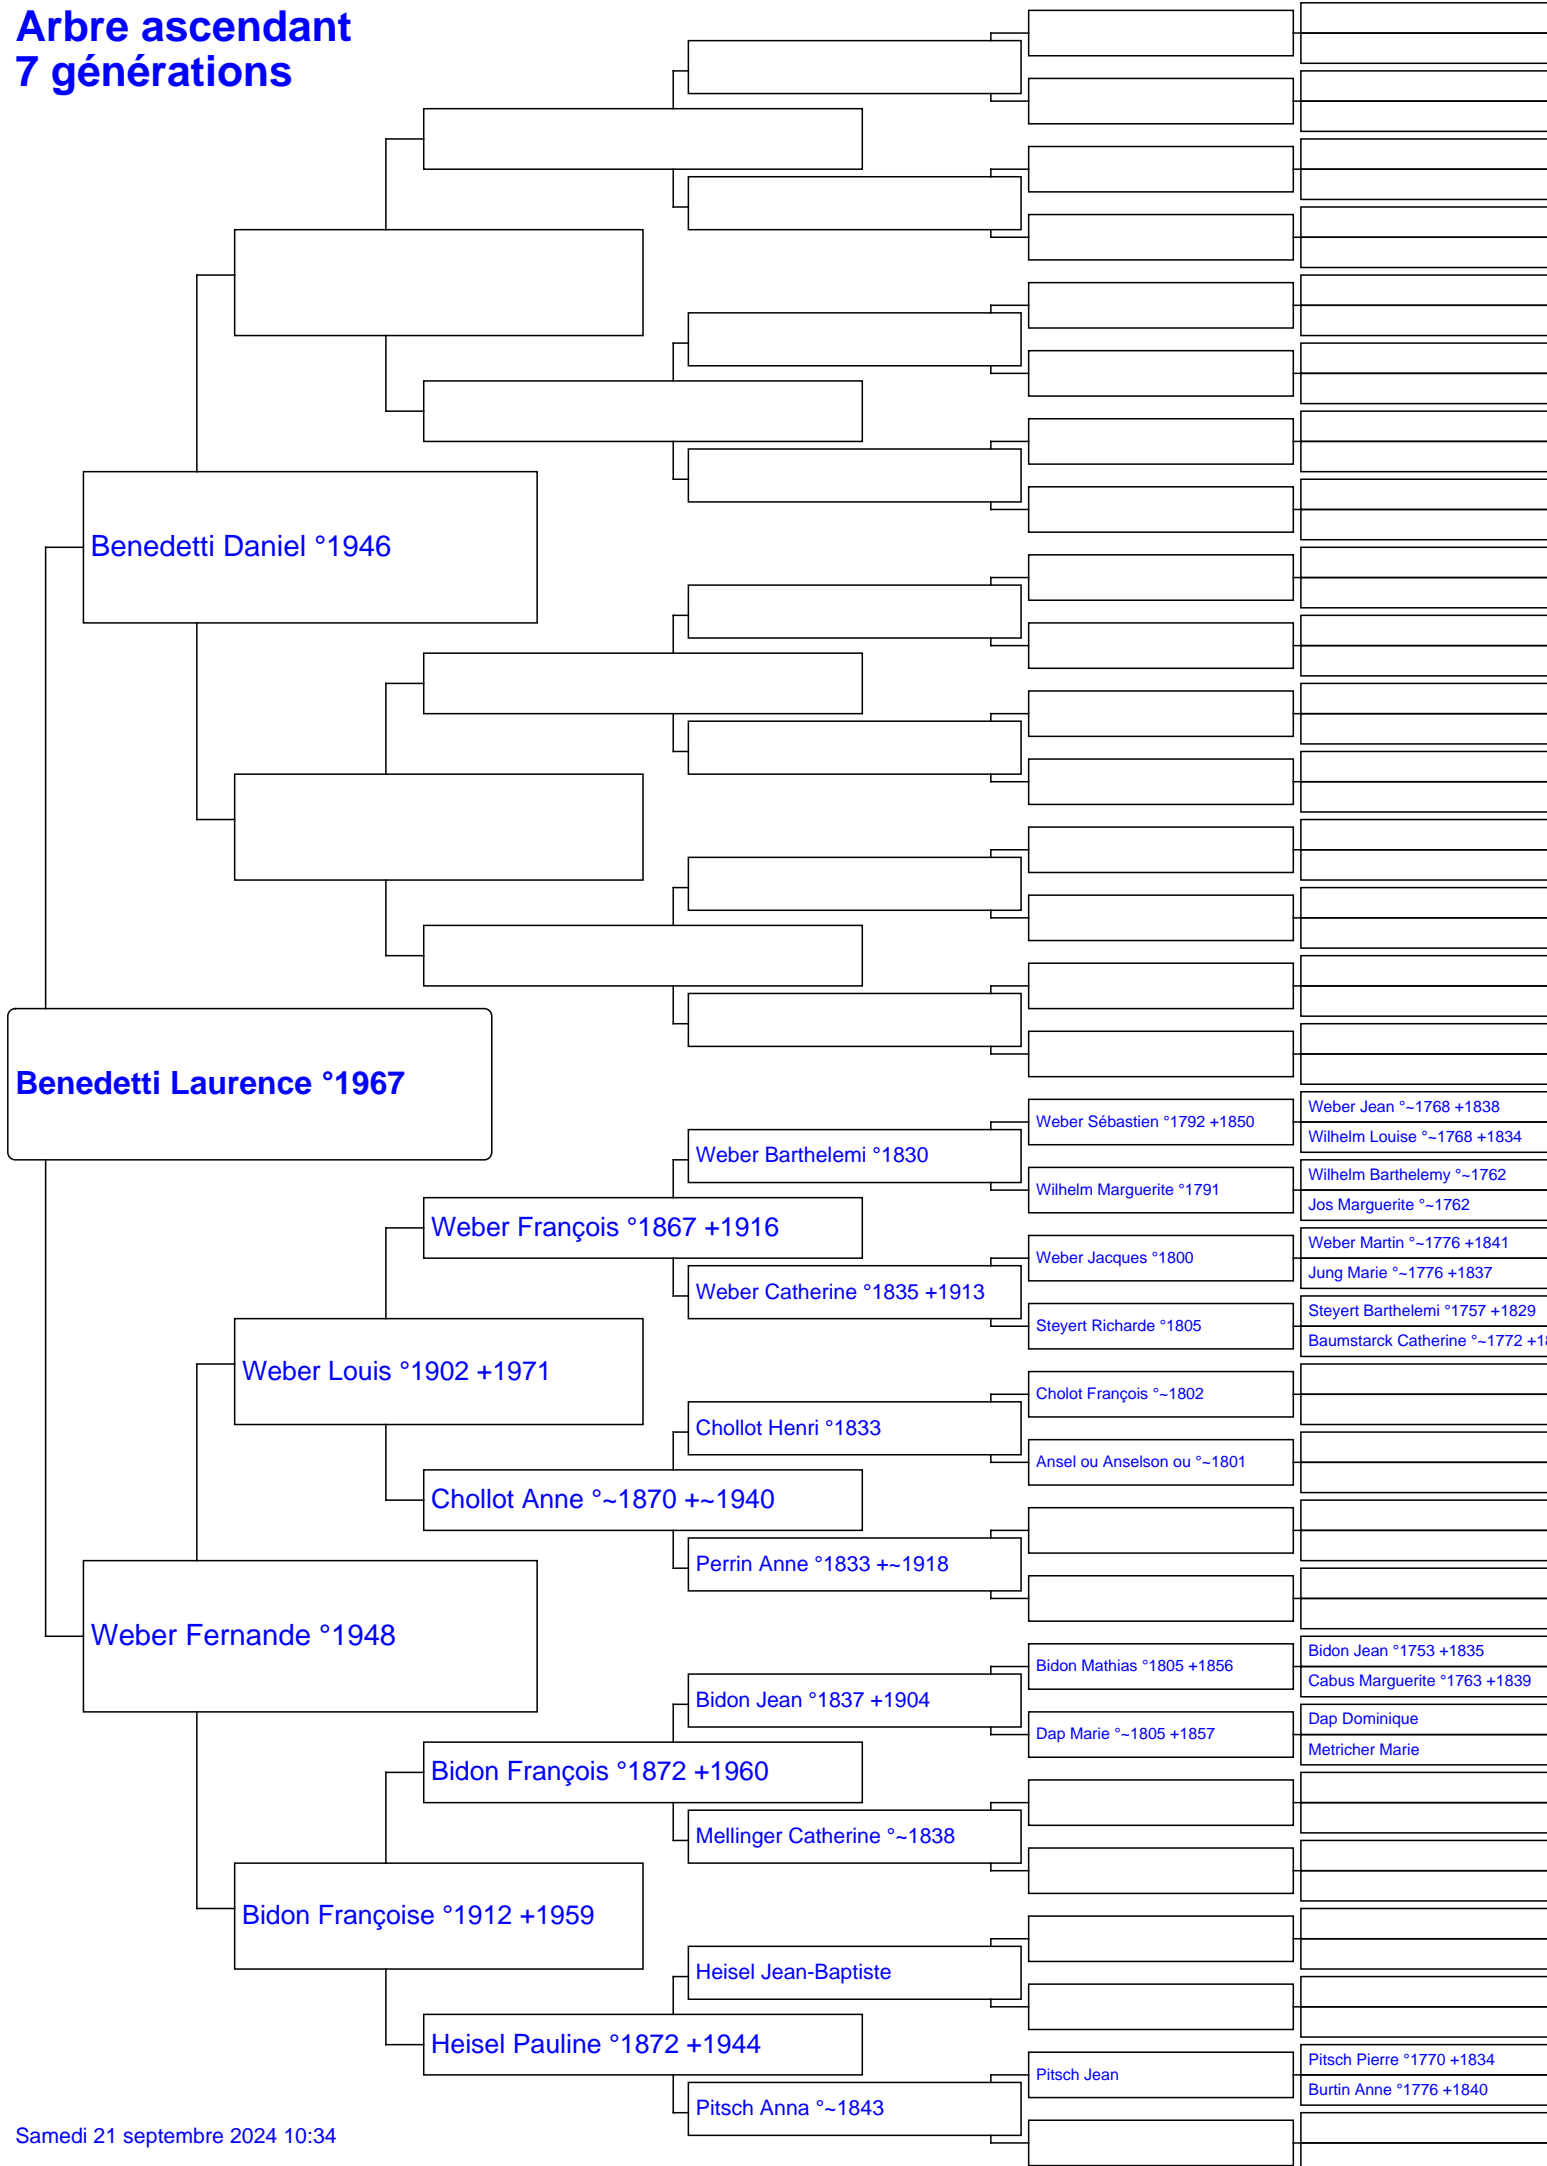 Arbre ascendant
7 générations
Benedetti Daniel °1946
Benedetti Laurence °1967
Weber Sébastien °1792 +1850
Weber Jean °~1768 +1838
Wilhelm Louise °~1768 +1834
Weber Barthelemi °1830
Wilhelm Marguerite °1791
Wilhelm Barthelemy °~1762
Jos Marguerite °~1762
Weber François °1867 +1916
Weber Jacques °1800
Weber Martin °~1776 +1841
Jung Marie °~1776 +1837
Weber Catherine °1835 +1913
Steyert Richarde °1805
Steyert Barthelemi °1757 +1829
Baumstarck Catherine °~1772
Weber Louis °1902 +1971
Cholot François °~1802
Chollot Henri °1833
Ansel ou Anselson ou °~1801
Chollot Anne °~1870 +~1940
Perrin Anne °1833 +~1918
Weber Fernande °1948
Bidon Mathias °1805 +1856
Bidon Jean °1753 +1835
Cabus Marguerite °1763 +1839
Bidon Jean °1837 +1904
Dap Marie °~1805 +1857
Dap Dominique
Metricher Marie
Bidon François °1872 +1960
Mellinger Catherine °~1838
Bidon Françoise °1912 +1959
Heisel Jean-Baptiste
Heisel Pauline °1872 +1944
Pitsch Jean
Pitsch Pierre °1770 +1834
Burtin Anne °1776 +1840
Pitsch Anna °~1843
Samedi 21 septembre 2024 10:34